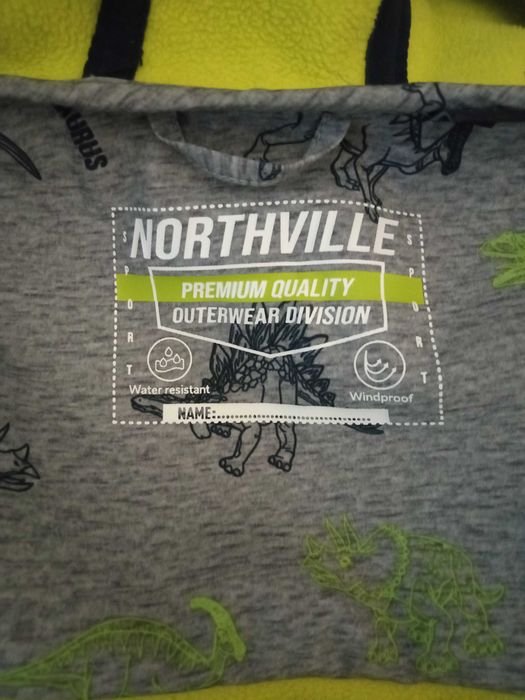 NORTHVILLE
SPORT
SPORT
PREMIUM QUALITY
OUTERWEAR DIVISION
Water resistant
Windproof
NAME: